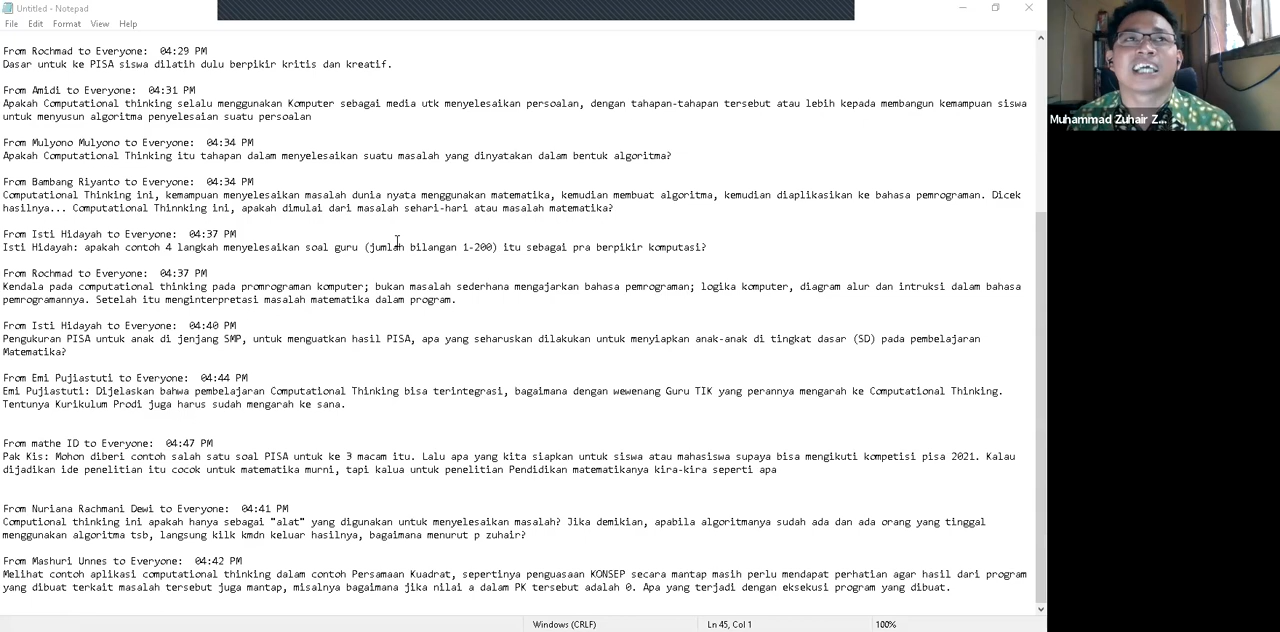 Untitled - Notepad
File Edit Format View Help
From Rochmad to Everyone: 04:29 PM
Dasar untuk ke PISA siswa dilatih dulu berpikir kritis dan kreatif.
From Amidi to Everyone: 04:31 PM
Apakah Computational thinking selalu menggunakan Komputer sebagai media utk menyelesaikan persoalan, dengan tahapan-tahapan tersebut atau lebih kepada membangun kemampuan siswa
untuk menyusun algoritma penyelesaian suatu persoalan
From Mulyono Mulyono to Everyone: 04:34 PM
Apakah Computational Thinking itu tahapan dalam menyelesaikan suatu masalah yang dinyatakan dalam bentuk algoritma?
From Bambang Riyanto to Everyone: 04:34 PM
Computational Thinking ini, kemampuan menyelesaikan masalah dunia nyata menggunakan matematika, kemudian membuat algoritma, kemudian diaplikasikan ke bahasa pemrograman. Dicek
hasilnya... Computational Thinnking ini, apakah dimulai dari masalah sehari-hari atau masalah matematika?
From Isti Hidayah to Everyone: 04:37 PM
Isti Hidayah: apakah contoh 4 langkah menyelesaikan soal guru (jumlah bilangan 1-200) itu sebagai pra berpikir komputasi?
From Rochmad to Everyone: 04:37 PM
Kendala pada computational thinking pada promrograman komputer; bukan masalah sederhana mengajarkan bahasa pemrograman; logika komputer, diagram alur dan intruksi dalam bahasa
pemrogramannya. Setelah itu menginterpretasi masalah matematika dalam program.
From Isti Hidayah to Everyone: 04:40 PM
Pengukuran PISA untuk anak di jenjang SMP, untuk menguatkan hasil PISA, apa yang seharuskan dilakukan untuk menyiapkan anak-anak di tingkat dasar (SD) pada pembelajaran
Matematika?
From Emi Pujiastuti to Everyone: 04:44 PM
Emi Pujiastuti: Dijelaskan bahwa pembelajaran Computational Thinking bisa terintegrasi, bagaimana dengan wewenang Guru TIK yang perannya mengarah ke Computational Thinking.
Tentunya Kurikulum Prodi juga harus sudah mengarah ke sana.
From mathe ID to Everyone: 04:47 PM
Pak Kis: Mohon diberi contoh salah satu soal PISA untuk ke 3 macam itu. Lalu apa yang kita siapkan untuk siswa atau mahasiswa supaya bisa mengikuti kompetisi pisa 2021. Kalau
dijadikan ide penelitian itu cocok untuk matematika murni, tapi kalua untuk penelitian Pendidikan matematikanya kira-kira seperti apa
From Nuriana Rachmani Dewi to Everyone: 04:41 PM
Computional thinking ini apakah hanya sebagai "alat" yang digunakan untuk menyelesaikan masalah? Jika demikian, apabila algoritmanya sudah ada dan ada orang yang tinggal
menggunakan algoritma tsb, langsung kilk kmdn keluar hasilnya, bagaimana menurut p zuhair?
From Mashuri Unnes to Everyone: 04:42 PM
Melihat contoh aplikasi computational thinking dalam contoh Persamaan Kuadrat, sepertinya penguasaan KONSEP secara mantap masih perlu mendapat perhatian agar hasil dari program
yang dibuat terkait masalah tersebut juga mantap, misalnya bagaimana jika nilai a dalam PK tersebut adalah 0. Apa yang terjadi dengan eksekusi program yang dibuat.
Muhammad Zuhair Z...
Windows (CRLF) Ln 45, Col 1 100%